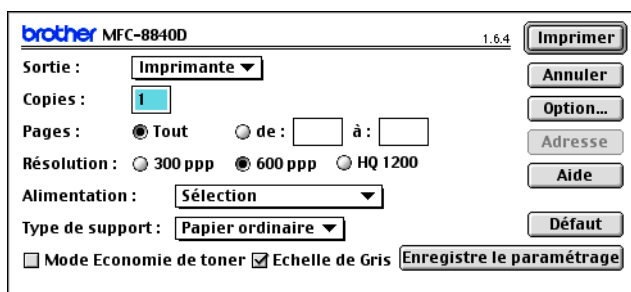 brother MFC-8840D 1.6.4 Imprimer
Sortie : Imprimante
Annuler
Copies : 1
Option...
Pages : Tout de : à :
Adresse
Résolution : 300 ppp 600 ppp HQ 1200
Aide
Alimentation : Sélection
Type de support : Papier ordinaire
Défaut
Mode Economie de toner Echelle de Gris Enregistre le paramétrage